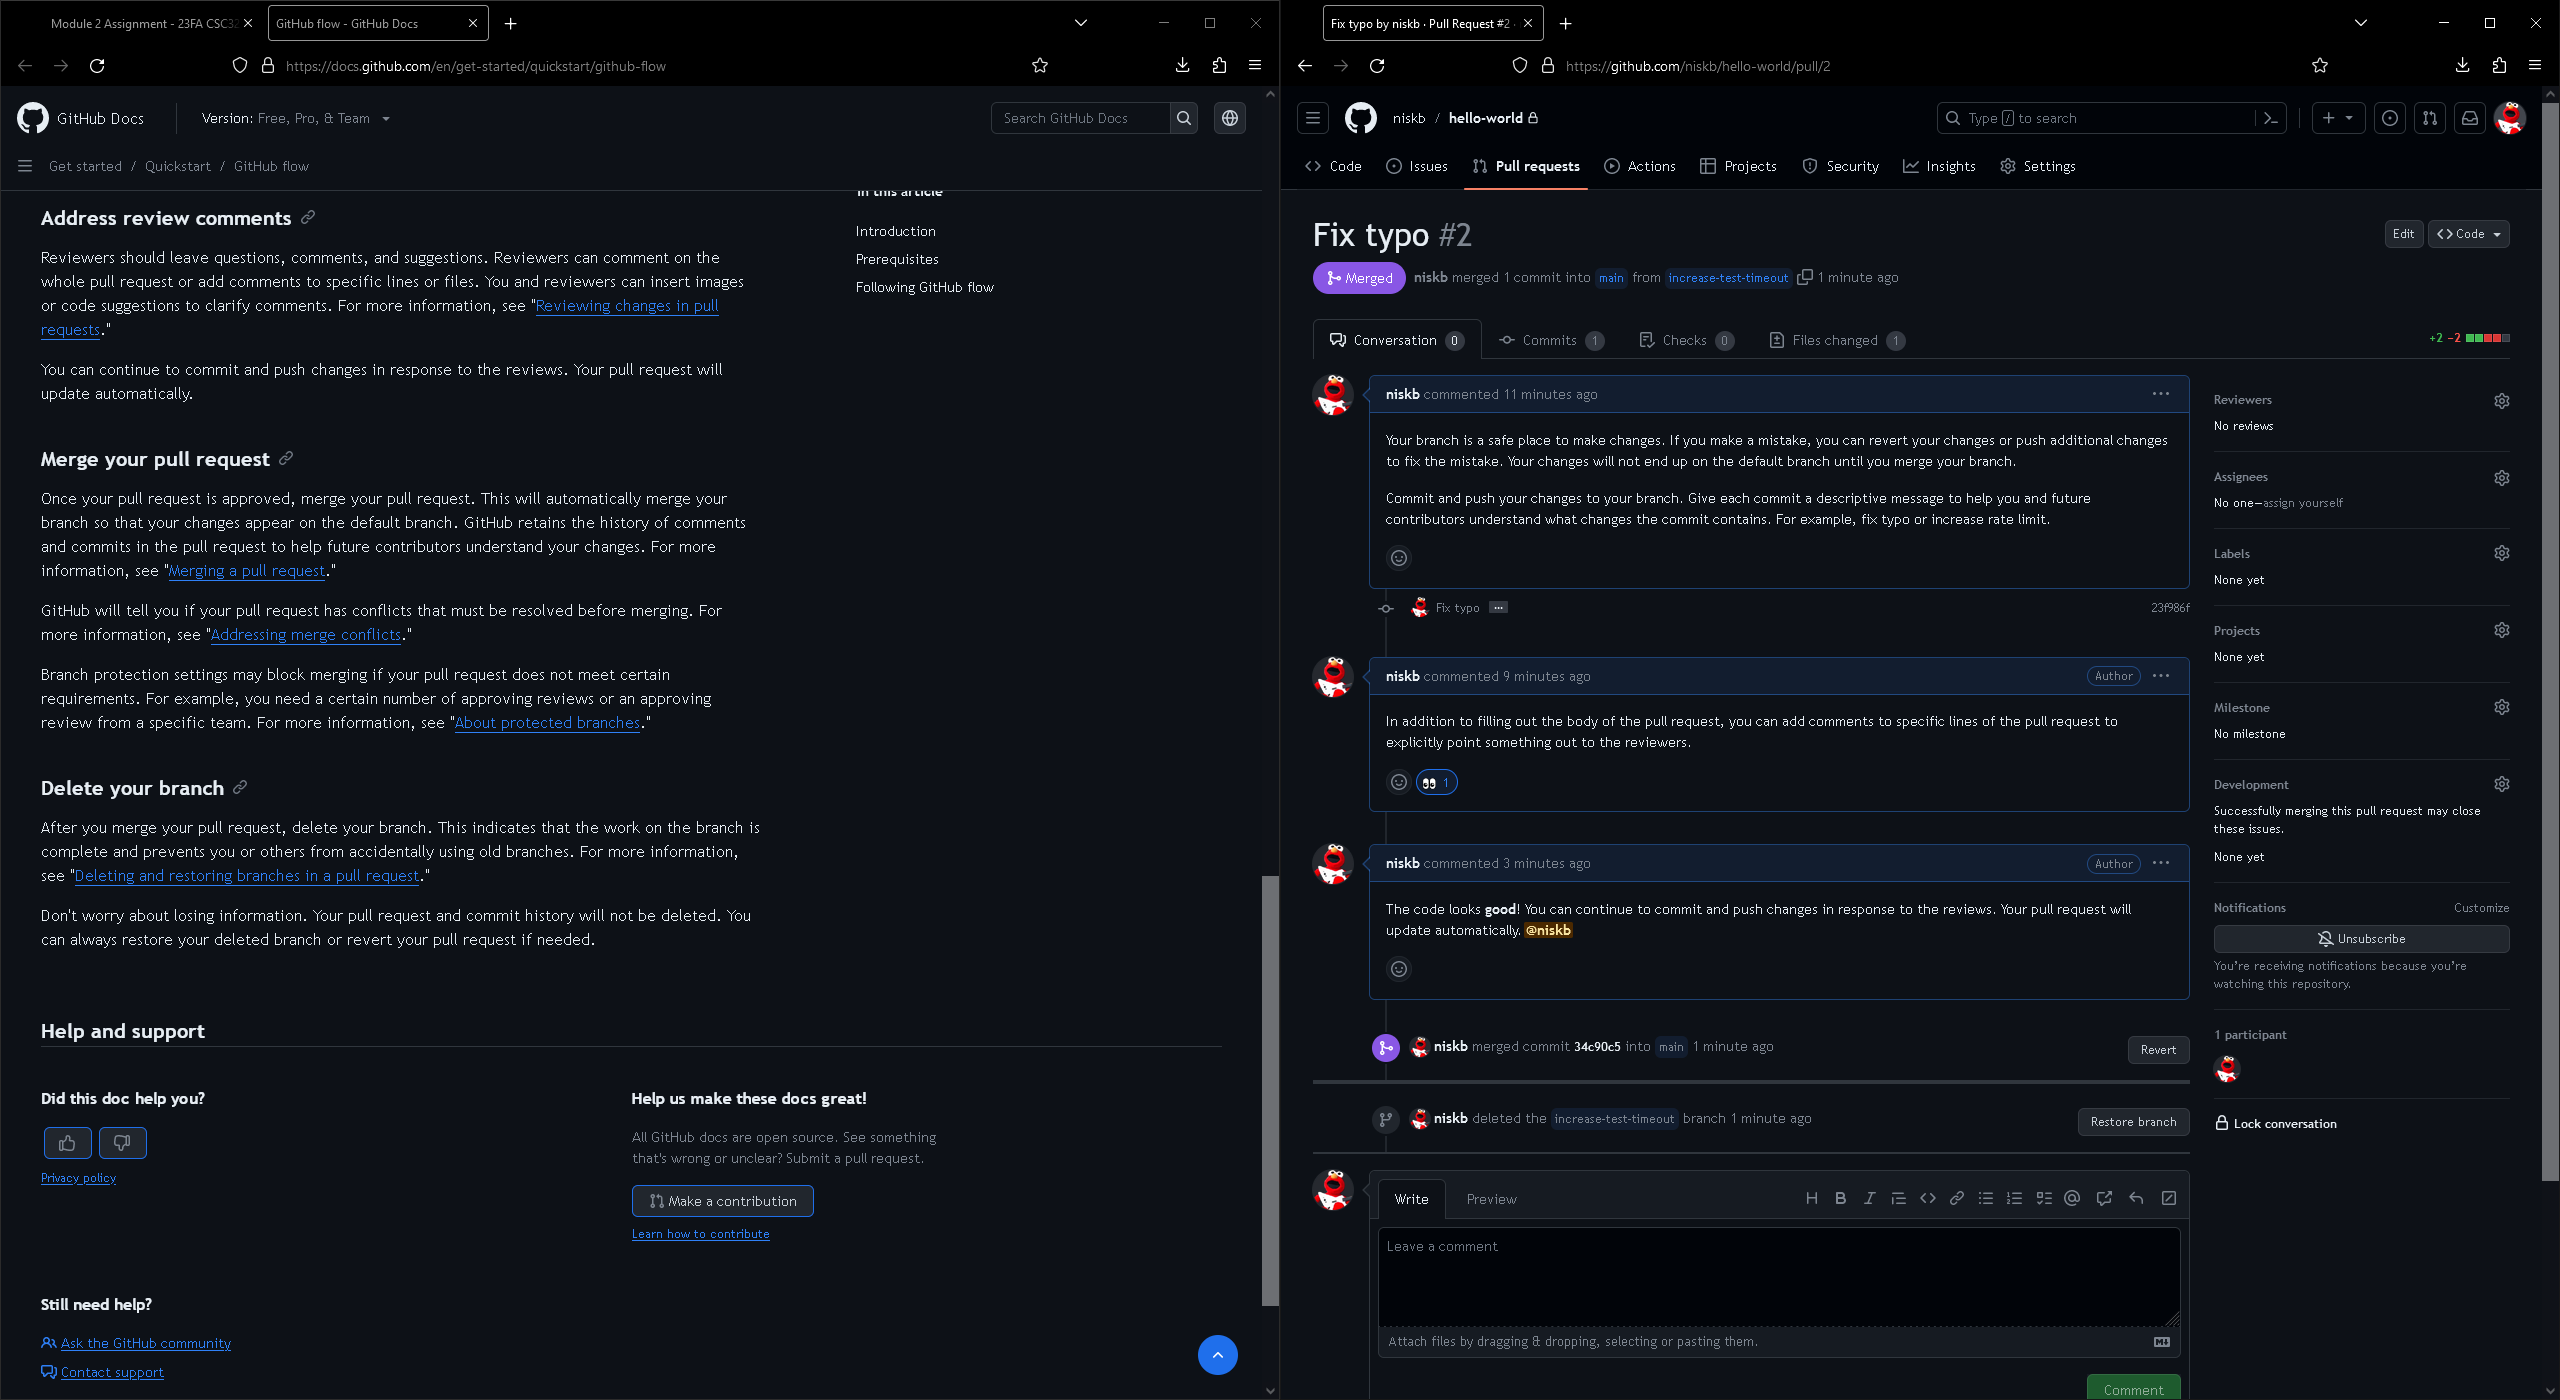 Module 2 Assignment - 23FA CSC32
GitHub flow - GitHub Docs
https://docs.github.com/en/get-started/quickstart/github-flow
GitHub Docs
Version: Free, Pro, & Team
Search GitHub Docs
Get started / Quickstart / GitHub flow
In this article
Introduction
Prerequisites
Following GitHub flow
Address review comments
Reviewers should leave questions, comments, and suggestions. Reviewers can comment on the
whole pull request or add comments to specific lines or files. You and reviewers can insert images
or code suggestions to clarify comments. For more information, see "Reviewing changes in pull
requests."
You can continue to commit and push changes in response to the reviews. Your pull request will
update automatically.
Merge your pull request
Once your pull request is approved, merge your pull request. This will automatically merge your
branch so that your changes appear on the default branch. GitHub retains the history of comments
and commits in the pull request to help future contributors understand your changes. For more
information, see "Merging a pull request."
GitHub will tell you if your pull request has conflicts that must be resolved before merging. For
more information, see "Addressing merge conflicts."
Branch protection settings may block merging if your pull request does not meet certain
requirements. For example, you need a certain number of approving reviews or an approving
review from a specific team. For more information, see "About protected branches."
Delete your branch
After you merge your pull request, delete your branch. This indicates that the work on the branch is
complete and prevents you or others from accidentally using old branches. For more information,
see "Deleting and restoring branches in a pull request."
Don't worry about losing information. Your pull request and commit history will not be deleted. You
can always restore your deleted branch or revert your pull request if needed.
Help and support
Did this doc help you?
Privacy policy
Help us make these docs great!
All GitHub docs are open source. See something
that's wrong or unclear? Submit a pull request.
Make a contribution
Learn how to contribute
Still need help?
Ask the GitHub community
Contact support
Fix typo by niskb · Pull Request #2 ·
https://github.com/niskb/hello-world/pull/2
niskb / hello-world
Type / to search
Code
Issues
Pull requests
Actions
Projects
Security
Insights
Settings
Fix typo #2
Edit
Code
Merged
niskb merged 1 commit into main from increase-test-timeout 1 minute ago
Conversation 0
Commits 1
Checks 0
Files changed 1
+2 −2
niskb commented 11 minutes ago
Your branch is a safe place to make changes. If you make a mistake, you can revert your changes or push additional changes
to fix the mistake. Your changes will not end up on the default branch until you merge your branch.
Commit and push your changes to your branch. Give each commit a descriptive message to help you and future
contributors understand what changes the commit contains. For example, fix typo or increase rate limit.
Fix typo ...
23f986f
niskb commented 9 minutes ago
Author
In addition to filling out the body of the pull request, you can add comments to specific lines of the pull request to
explicitly point something out to the reviewers.
👀 1
niskb commented 3 minutes ago
Author
The code looks good! You can continue to commit and push changes in response to the reviews. Your pull request will
update automatically. @niskb
niskb merged commit 34c90c5 into main 1 minute ago
Revert
niskb deleted the increase-test-timeout branch 1 minute ago
Restore branch
Write
Preview
Leave a comment
Attach files by dragging & dropping, selecting or pasting them.
Comment
Reviewers
No reviews
Assignees
No one—assign yourself
Labels
None yet
Projects
None yet
Milestone
No milestone
Development
Successfully merging this pull request may close
these issues.
None yet
Notifications
Customize
Unsubscribe
You're receiving notifications because you're
watching this repository.
1 participant
Lock conversation